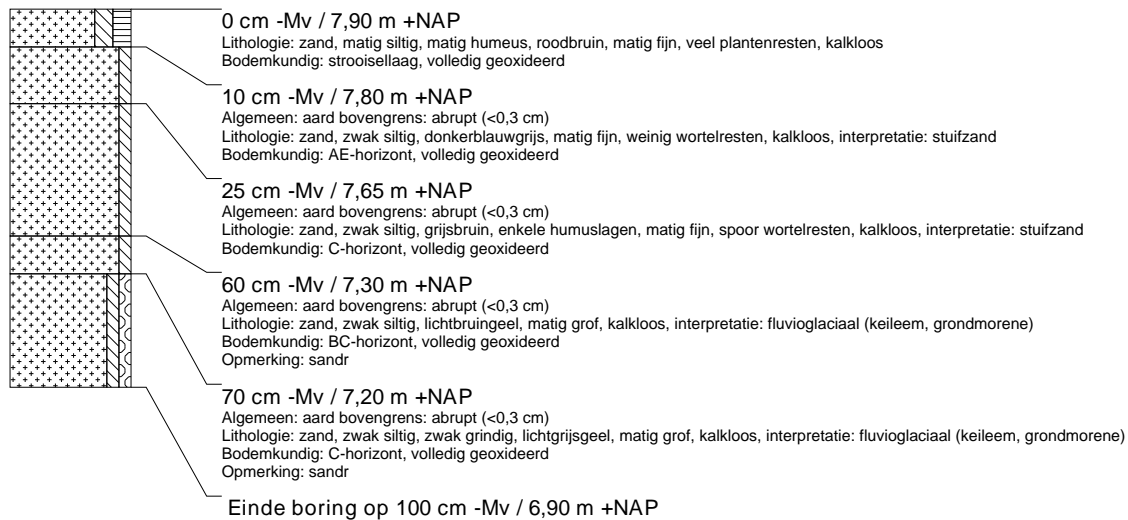 0 cm -Mv / 7,90 m +NAP
Lithologie: zand, matig siltig, matig humeus, roodbruin, matig fijn, veel plantenresten, kalkloos
Bodemkundig: strooisellaag, volledig geoxideerd
10 cm -Mv / 7,80 m +NAP
Algemeen: aard bovengrens: abrupt (<0,3 cm)
Lithologie: zand, zwak siltig, donkerblauwgrijs, matig fijn, weinig wortelresten, kalkloos, interpretatie: stuifzand
Bodemkundig: AE-horizont, volledig geoxideerd
25 cm -Mv / 7,65 m +NAP
Algemeen: aard bovengrens: abrupt (<0,3 cm)
Lithologie: zand, zwak siltig, grijsbruin, enkele humuslagen, matig fijn, spoor wortelresten, kalkloos, interpretatie: stuifzand
Bodemkundig: C-horizont, volledig geoxideerd
60 cm -Mv / 7,30 m +NAP
Algemeen: aard bovengrens: abrupt (<0,3 cm)
Lithologie: zand, zwak siltig, lichtbruingeel, matig grof, kalkloos, interpretatie: fluvioglaciaal (keileem, grondmorene)
Bodemkundig: BC-horizont, volledig geoxideerd
Opmerking: sandr
70 cm -Mv / 7,20 m +NAP
Algemeen: aard bovengrens: abrupt (<0,3 cm)
Lithologie: zand, zwak siltig, zwak grindig, lichtgrijsgeel, matig grof, kalkloos, interpretatie: fluvioglaciaal (keileem, grondmorene)
Bodemkundig: C-horizont, volledig geoxideerd
Opmerking: sandr
Einde boring op 100 cm -Mv / 6,90 m +NAP